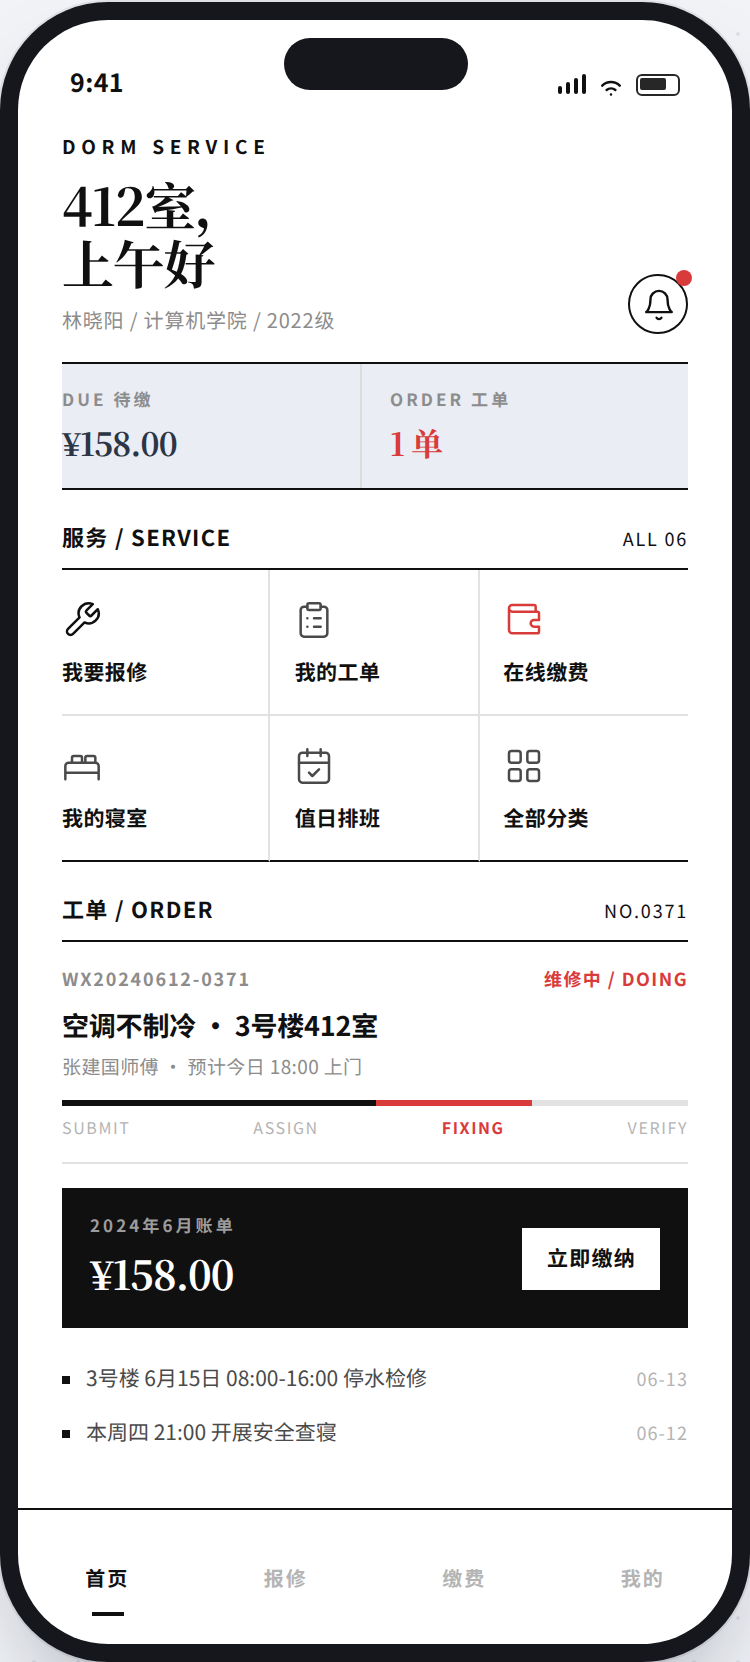 9:41
DORM SERVICE
412室,
上午好
林晓阳 / 计算机学院 / 2022级
DUE 待缴
ORDER 工单
¥158.00
1 单
服务 / SERVICE
ALL 06
我要报修
我的工单
在线缴费
我的寝室
值日排班
全部分类
工单 / ORDER
NO.0371
WX20240612-0371
维修中 / DOING
空调不制冷 · 3号楼412室
张建国师傅 · 预计今日 18:00 上门
SUBMIT
ASSIGN
FIXING
VERIFY
2024年6月账单
¥158.00
立即缴纳
3号楼 6月15日 08:00-16:00 停水检修
06-13
本周四 21:00 开展安全查寝
06-12
首页
报修
缴费
我的